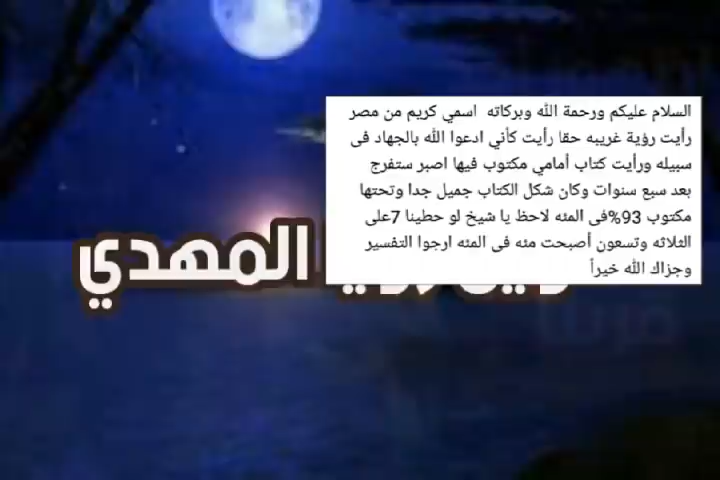 السلام عليكم ورحمة الله وبركاته اسمي كريم من مصر
رأيت رؤية غريبه حقا رأيت كأني ادعوا الله بالجهاد فى
سبيله ورأيت كتاب أمامي مكتوب فيها اصبر ستفرج
بعد سبع سنوات وكان شكل الكتاب جميل جدا وتحتها
مكتوب 93%فى المئه لاحظ يا شيخ لو حطينا 7على
الثلاثه وتسعون أصبحت مئه فى المئه ارجوا التفسير
وجزاك الله خيراً
المهدي